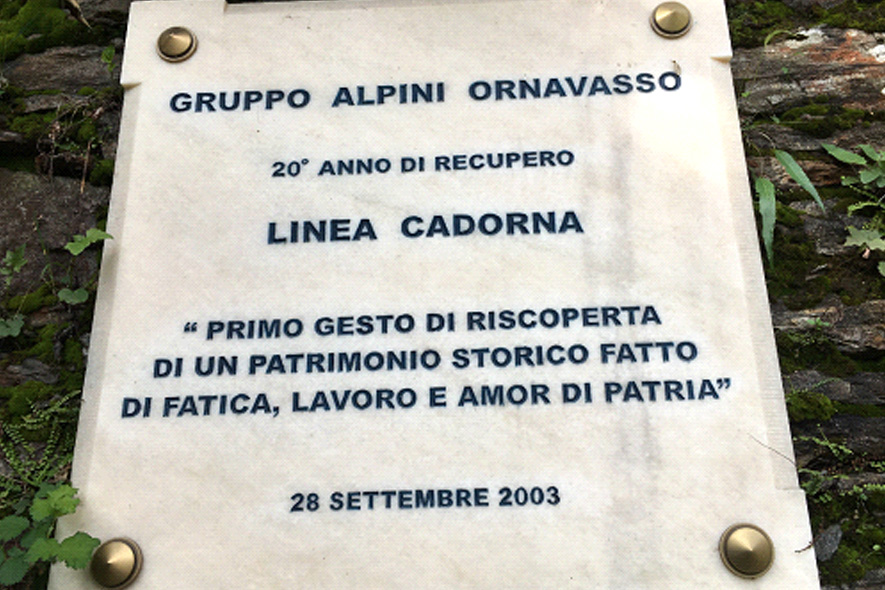 GRUPPO ALPINI ORNAVASSO
20° ANNO DI RECUPERO
LINEA CADORNA
“ PRIMO GESTO DI RISCOPERTA
DI UN PATRIMONIO STORICO FATTO
DI FATICA, LAVORO E AMOR DI PATRIA”
28 SETTEMBRE 2003